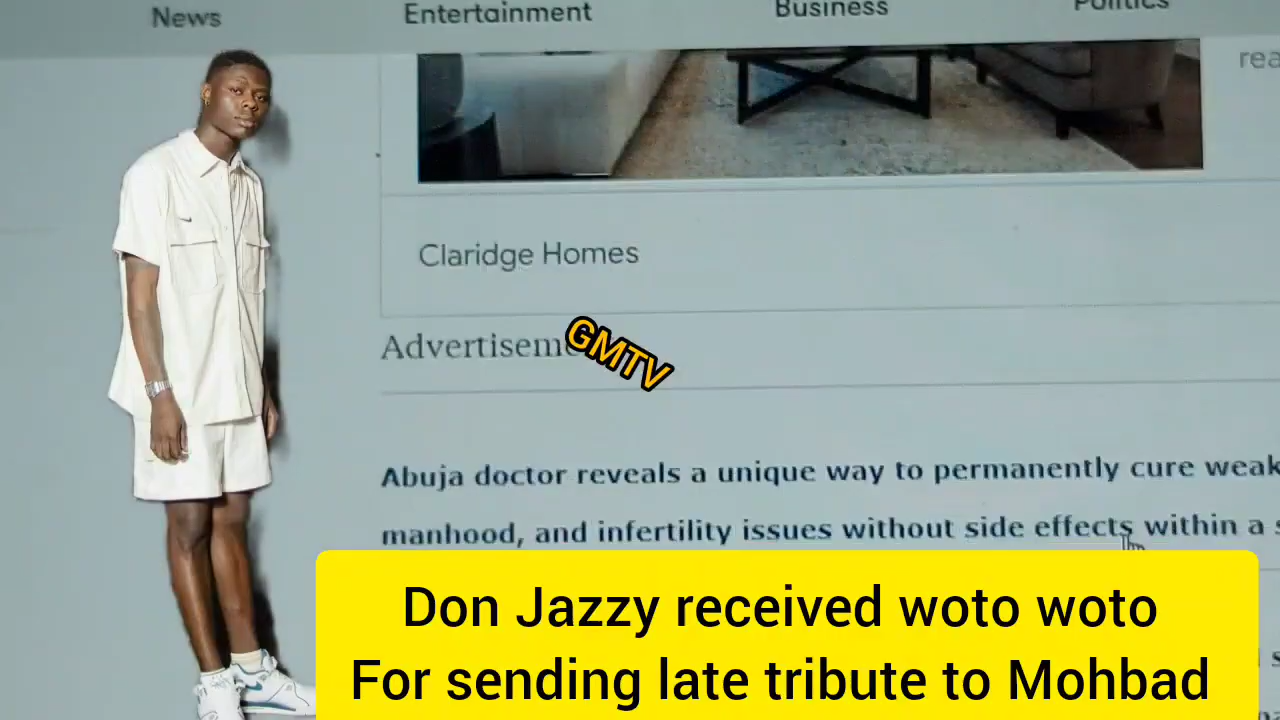 News Entertainment Business Politics
Claridge Homes
GMTV
Abuja doctor reveals a unique way to permanently cure weak
manhood, and infertility issues without side effects within a
Don Jazzy received woto woto
For sending late tribute to Mohbad